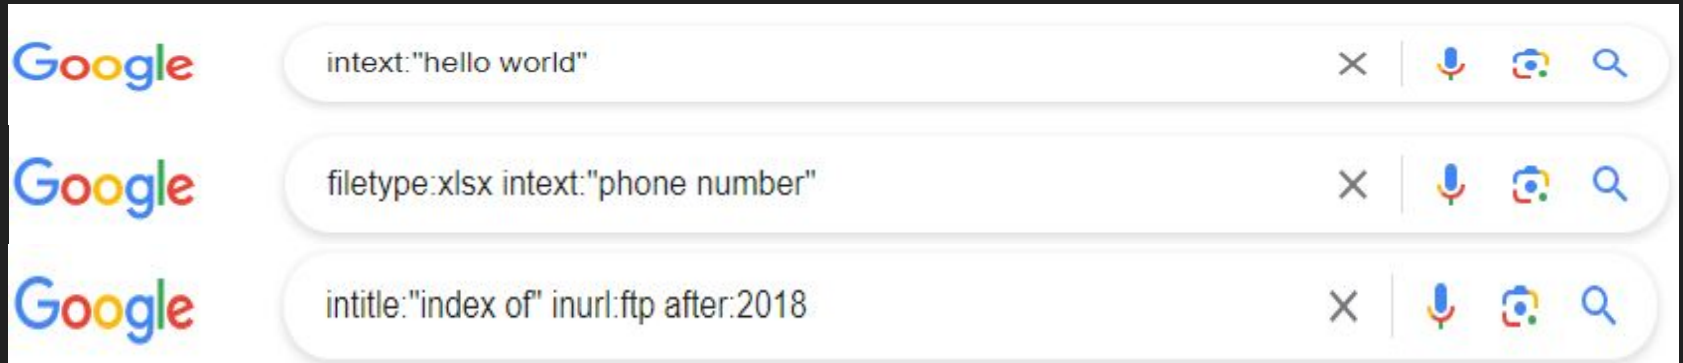 Google intext:"hello world"
Google filetype:xlsx intext:"phone number"
Google intitle:"index of" inurl:ftp after:2018